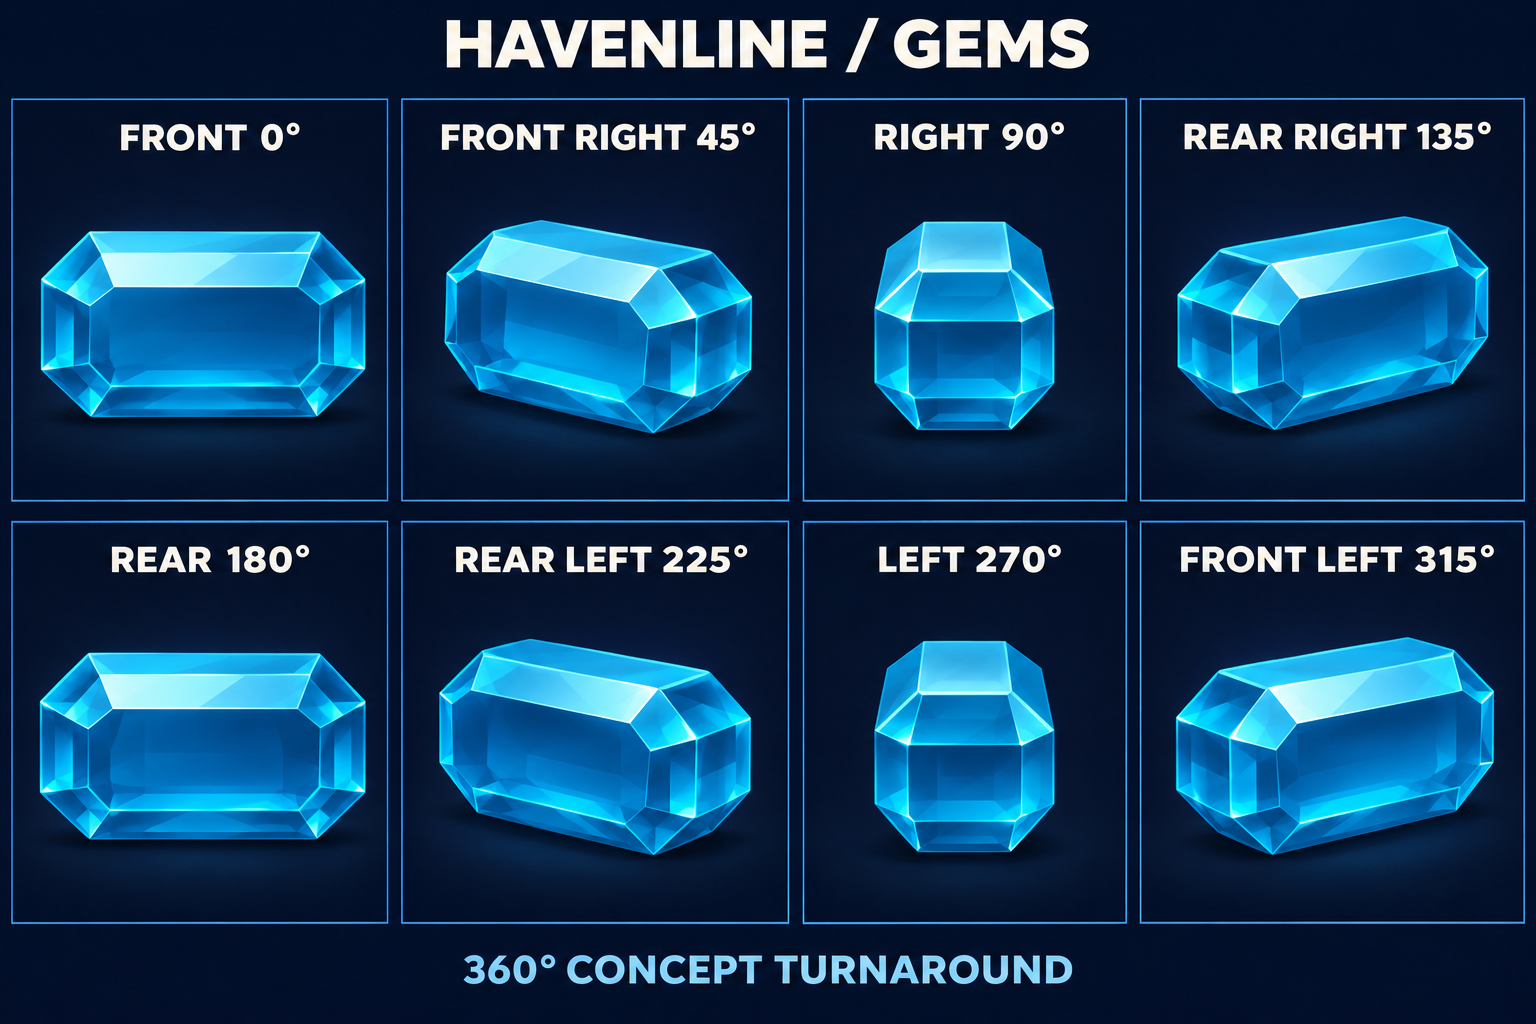 HAVENLINE / GEMS
FRONT 0°
FRONT RIGHT 45°
RIGHT 90°
REAR RIGHT 135°
REAR 180°
REAR LEFT 225°
LEFT 270°
FRONT LEFT 315°
360° CONCEPT TURNAROUND